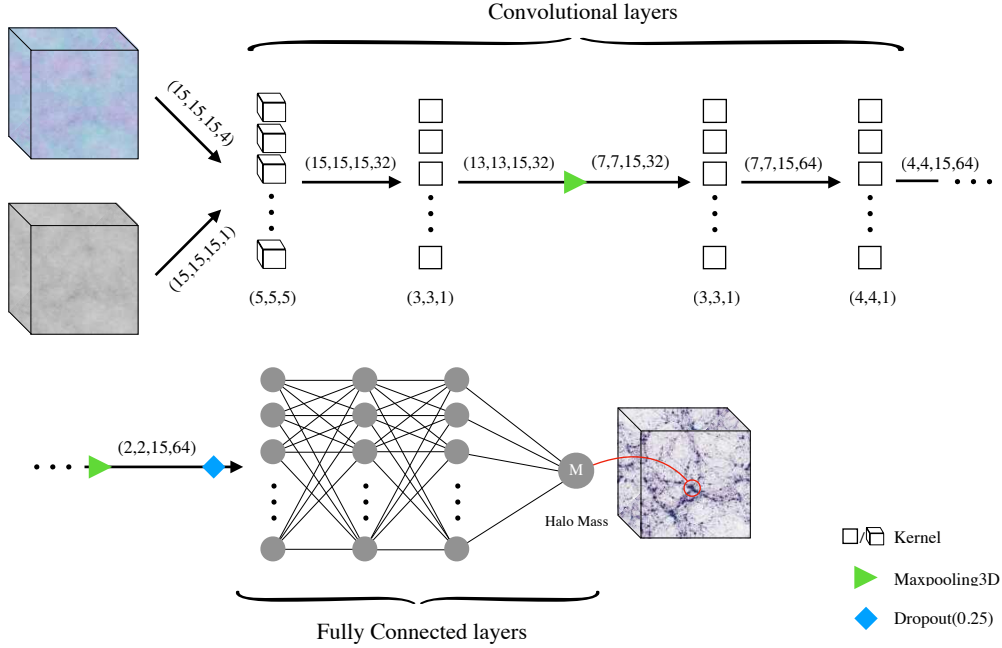 Convolutional layers
(15,15,15,4)
(15,15,15,1)
(15,15,15,32)
(13,13,15,32)
(7,7,15,32)
(7,7,15,64)
(4,4,15,64)
(5,5,5)
(3,3,1)
(3,3,1)
(4,4,1)
(2,2,15,64)
M
Halo Mass
Fully Connected layers
/ Kernel
Maxpooling3D
Dropout(0.25)